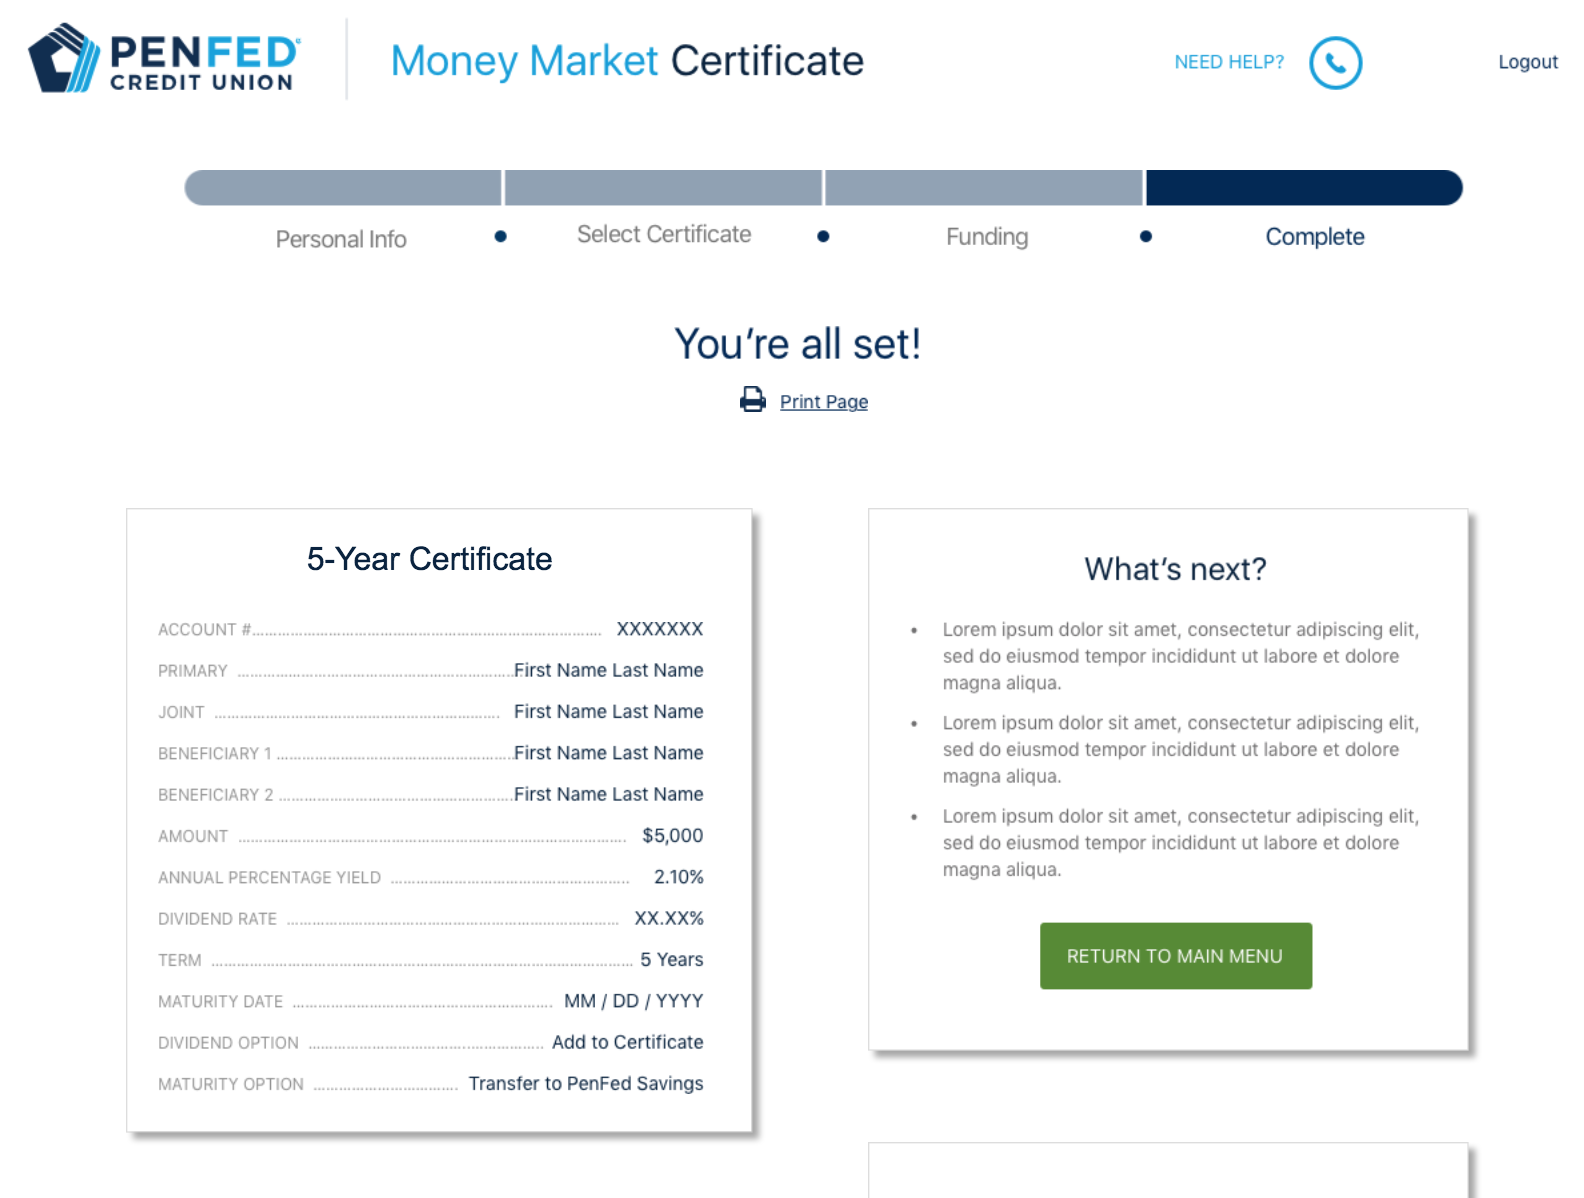 PENFED
CREDIT UNION
Money Market Certificate
NEED HELP?
Logout
Personal Info
Select Certificate
Funding
Complete
You’re all set!
Print Page
5-Year Certificate
ACCOUNT #........................................ XXXXXXX
PRIMARY ........................................First Name Last Name
JOINT ........................................ First Name Last Name
BENEFICIARY 1 ........................................First Name Last Name
BENEFICIARY 2 ........................................First Name Last Name
AMOUNT ........................................ $5,000
ANNUAL PERCENTAGE YIELD ........................................ 2.10%
DIVIDEND RATE ........................................ XX.XX%
TERM ........................................ 5 Years
MATURITY DATE ........................................ MM / DD / YYYY
DIVIDEND OPTION ........................................ Add to Certificate
MATURITY OPTION ........................................ Transfer to PenFed Savings
What’s next?
• Lorem ipsum dolor sit amet, consectetur adipiscing elit,
sed do eiusmod tempor incididunt ut labore et dolore
magna aliqua.
• Lorem ipsum dolor sit amet, consectetur adipiscing elit,
sed do eiusmod tempor incididunt ut labore et dolore
magna aliqua.
• Lorem ipsum dolor sit amet, consectetur adipiscing elit,
sed do eiusmod tempor incididunt ut labore et dolore
magna aliqua.
RETURN TO MAIN MENU